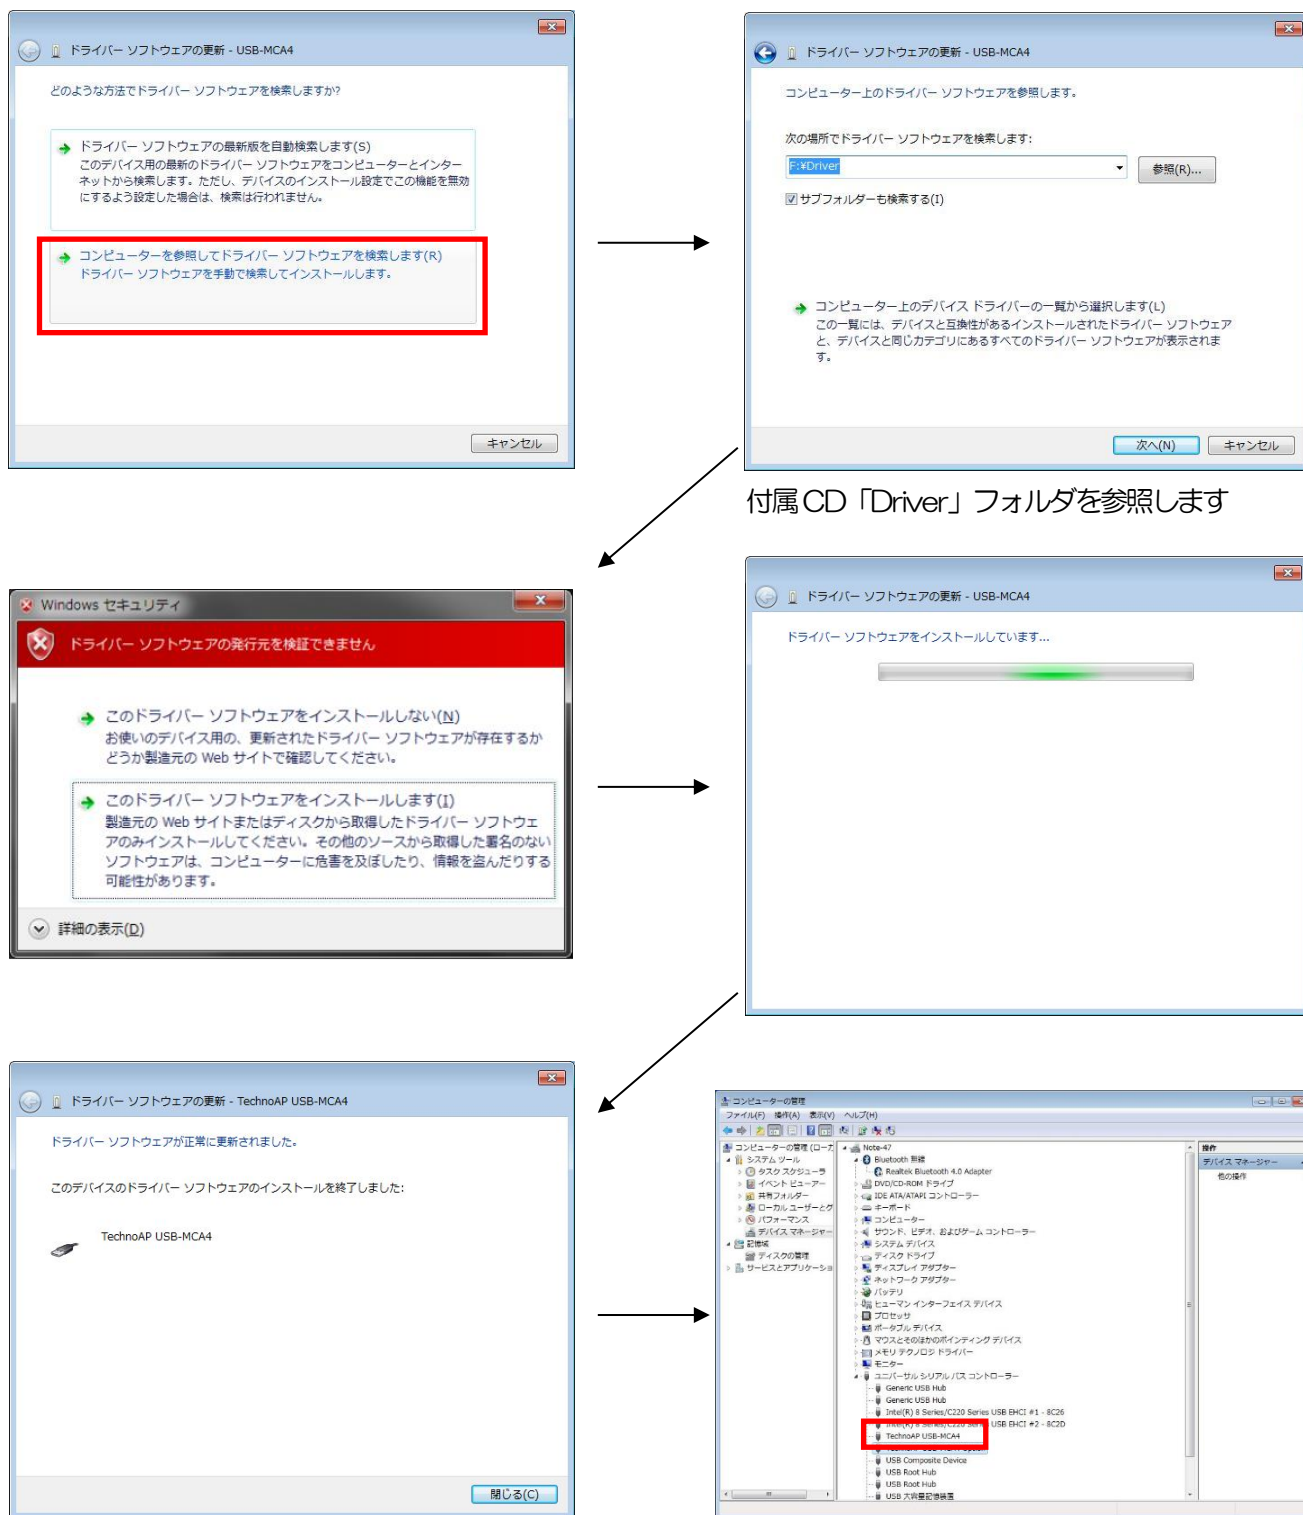 ドライバー ソフトウェアの更新 - USB-MCA4
どのような方法でドライバー ソフトウェアを検索しますか?
ドライバー ソフトウェアの最新版を自動検索します(S)
このデバイス用の最新のドライバー ソフトウェアをコンピューターとインター
ネットから検索します。ただし、デバイスのインストール設定でこの機能を無効
にするよう設定した場合は、検索は行われません。
コンピューターを参照してドライバー ソフトウェアを検索します(R)
ドライバー ソフトウェアを手動で検索してインストールします。
キャンセル
ドライバー ソフトウェアの更新 - USB-MCA4
コンピューター上のドライバー ソフトウェアを参照します。
次の場所でドライバー ソフトウェアを検索します:
F:¥Driver
参照(R)...
サブフォルダーも検索する(I)
コンピューター上のデバイス ドライバーの一覧から選択します(L)
この一覧には、デバイスと互換性があるインストールされたドライバー ソフトウェア
と、デバイスと同じカテゴリにあるすべてのドライバー ソフトウェアが表示されま
す。
次へ(N)
キャンセル
付属CD「Driver」フォルダを参照します
Windows セキュリティ
ドライバー ソフトウェアの発行元を検証できません
このドライバー ソフトウェアをインストールしない(N)
お使いのデバイス用の、更新されたドライバー ソフトウェアが存在するか
どうか製造元の Web サイトで確認してください。
このドライバー ソフトウェアをインストールします(I)
製造元の Web サイトまたはディスクから取得したドライバー ソフトウェ
アのみインストールしてください。その他のソースから取得した署名のない
ソフトウェアは、コンピューターに危害を及ぼしたり、情報を盗んだりする
可能性があります。
詳細の表示(D)
ドライバー ソフトウェアの更新 - USB-MCA4
ドライバー ソフトウェアをインストールしています...
ドライバー ソフトウェアの更新 - TechnoAP USB-MCA4
ドライバー ソフトウェアが正常に更新されました。
このデバイスのドライバー ソフトウェアのインストールを終了しました:
TechnoAP USB-MCA4
閉じる(C)
コンピューターの管理
ファイル(F) 操作(A) 表示(V) ヘルプ(H)
コンピューターの管理 (ローカ
システム ツール
タスク スケジューラ
イベント ビューアー
共有フォルダー
ローカル ユーザーとグ
パフォーマンス
デバイス マネージャー
記憶域
ディスクの管理
サービスとアプリケーショ
Note-47
Bluetooth 無線
Realtek Bluetooth 4.0 Adapter
DVD/CD-ROM ドライブ
IDE ATA/ATAPI コントローラー
キーボード
コンピューター
サウンド、ビデオ、およびゲーム コントローラー
システム デバイス
ディスク ドライブ
ディスプレイ アダプター
ネットワーク アダプター
バッテリ
ヒューマン インターフェイス デバイス
プロセッサ
ポータブル デバイス
マウスとそのほかのポインティング デバイス
メモリ テクノロジ ドライバー
モニター
ユニバーサル シリアル バス コントローラー
Generic USB Hub
Generic USB Hub
Intel(R) 8 Series/C220 Series USB EHCI #1 - 8C26
Intel(R) 8 Series/C220 Series USB EHCI #2 - 8C2D
TechnoAP USB-MCA4
USB Composite Device
USB Root Hub
USB Root Hub
USB 大容量記憶装置
操作
デバイス マネージャー
他の操作